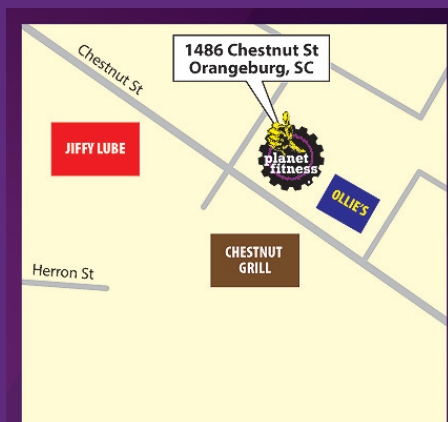 1486 Chestnut St
Orangeburg, SC
Chestnut St
JIFFY LUBE
planet
fitness
OLLIE'S
CHESTNUT
GRILL
Herron St